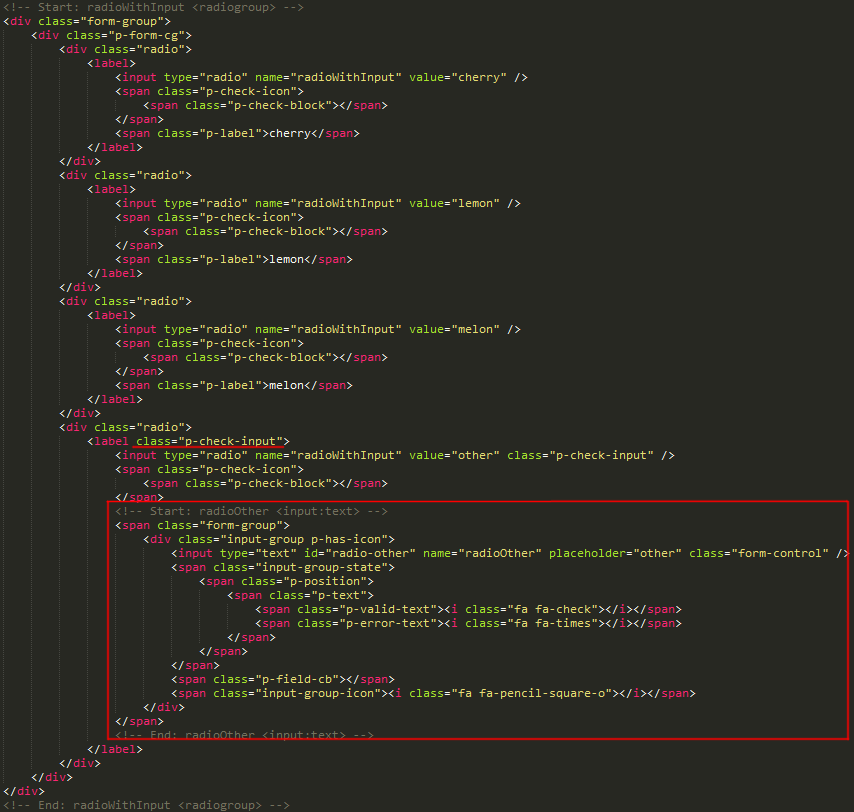 <!-- Start: radioWithInput <radiogroup> -->
<div class="form-group">
    <div class="p-form-cg">
        <div class="radio">
            <label>
                <input type="radio" name="radioWithInput" value="cherry" />
                <span class="p-check-icon">
                    <span class="p-check-block"></span>
                </span>
                <span class="p-label">cherry</span>
            </label>
        </div>
        <div class="radio">
            <label>
                <input type="radio" name="radioWithInput" value="lemon" />
                <span class="p-check-icon">
                    <span class="p-check-block"></span>
                </span>
                <span class="p-label">lemon</span>
            </label>
        </div>
        <div class="radio">
            <label>
                <input type="radio" name="radioWithInput" value="melon" />
                <span class="p-check-icon">
                    <span class="p-check-block"></span>
                </span>
                <span class="p-label">melon</span>
            </label>
        </div>
        <div class="radio">
            <label class="p-check-input">
                <input type="radio" name="radioWithInput" value="other" class="p-check-input" />
                <span class="p-check-icon">
                    <span class="p-check-block"></span>
                </span>
                <!-- Start: radioOther <input:text> -->
                <span class="form-group">
                    <div class="input-group p-has-icon">
                        <input type="text" id="radio-other" name="radioOther" placeholder="other" class="form-control" />
                        <span class="input-group-state">
                            <span class="p-position">
                                <span class="p-text">
                                    <span class="p-valid-text"><i class="fa fa-check"></i></span>
                                    <span class="p-error-text"><i class="fa fa-times"></i></span>
                                </span>
                            </span>
                        </span>
                        <span class="p-field-cb"></span>
                        <span class="input-group-icon"><i class="fa fa-pencil-square-o"></i></span>
                    </div>
                </span>
                <!-- End: radioOther <input:text> -->
            </label>
        </div>
    </div>
</div>
<!-- End: radioWithInput <radiogroup> -->